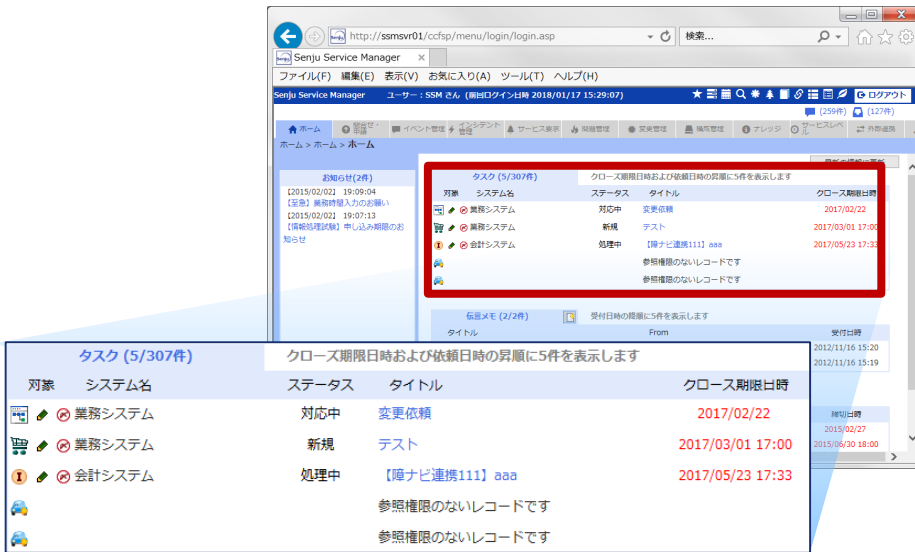 http://ssmsvr01/ccfsp/menu/login/login.asp
検索...
Senju Service Manager ×
ファイル(F) 編集(E) 表示(V) お気に入り(A) ツール(T) ヘルプ(H)
Senju Service Manager ユーザー : SSM さん (前回ログイン日時 2018/01/17 15:29:07) ログアウト
(259件) (127件)
ホーム 問合せ・申請 イベント管理 インシデント管理 サービス要求 問題管理 変更管理 構成管理 ナレッジ サービスレベル 外部連携
ホーム > ホーム > ホーム
お知らせ(2件)
【2015/02/02】 19:09:04
【至急】業務時間入力のお願い
【2015/02/02】 19:07:13
【情報処理試験】申し込み期限のお
知らせ
タスク (5/307件) クローズ期限日時および依頼日時の昇順に5件を表示します
対象 システム名 ステータス タイトル クローズ期限日時
業務システム 対応中 変更依頼 2017/02/22
業務システム 新規 テスト 2017/03/01 17:00
会計システム 処理中 【障ナビ連携111】aaa 2017/05/23 17:33
参照権限のないレコードです
参照権限のないレコードです
伝言メモ (2/2件) 受付日時の降順に5件を表示します
タイトル From 受付日時
2012/11/16 15:20
2012/11/16 15:19
締切日時
2015/02/27
2015/06/30 18:00
タスク (5/307件) クローズ期限日時および依頼日時の昇順に5件を表示します
対象 システム名 ステータス タイトル クローズ期限日時
業務システム 対応中 変更依頼 2017/02/22
業務システム 新規 テスト 2017/03/01 17:00
会計システム 処理中 【障ナビ連携111】aaa 2017/05/23 17:33
参照権限のないレコードです
参照権限のないレコードです